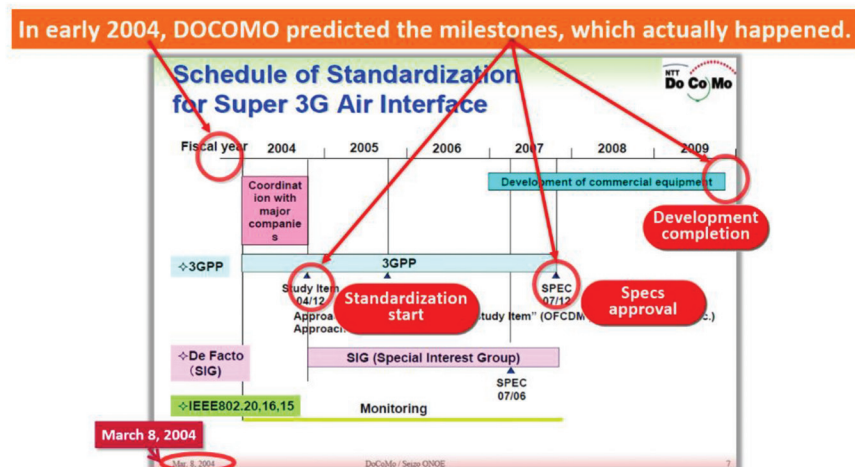 In early 2004, DOCOMO predicted the milestones, which actually happened.
Schedule of Standardization
for Super 3G Air Interface
NTT
DoCoMo
Fiscal year 2004 2005 2006 2007 2008 2009
Coordinat
ion with
major
companie
s
Development of commercial equipment
Development
completion
✧3GPP
3GPP
Study Item
04/12
Standardization
start
SPEC
07/12
Specs
approval
Approa
Study Item" (OFCDM
c.)
Approach
✧De Facto
(SIG)
SIG (Special Interest Group)
SPEC
07/06
✧IEEE802.20,16,15
Monitoring
March 8, 2004
Mar. 8, 2004
DoCoMo / Seizo ONOE
7